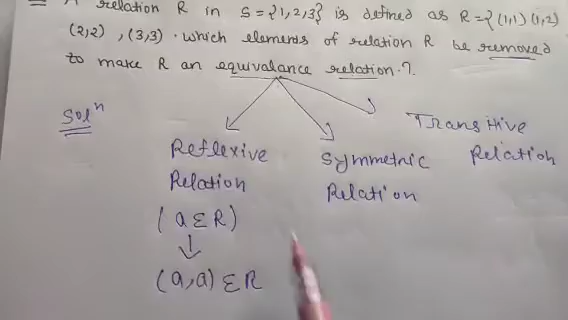 A relation R in S = {1,2,3} is defined as R = { (1,1) (1,2)
(2,2) , (3,3) . which elements of relation R be removed
to make R an equivalance relation.?.
Solⁿ
Reflexive
Relation
(a ∈ R)
↓
(a,a) ∈ R
Symmetric
Relation
Transitive
Relation